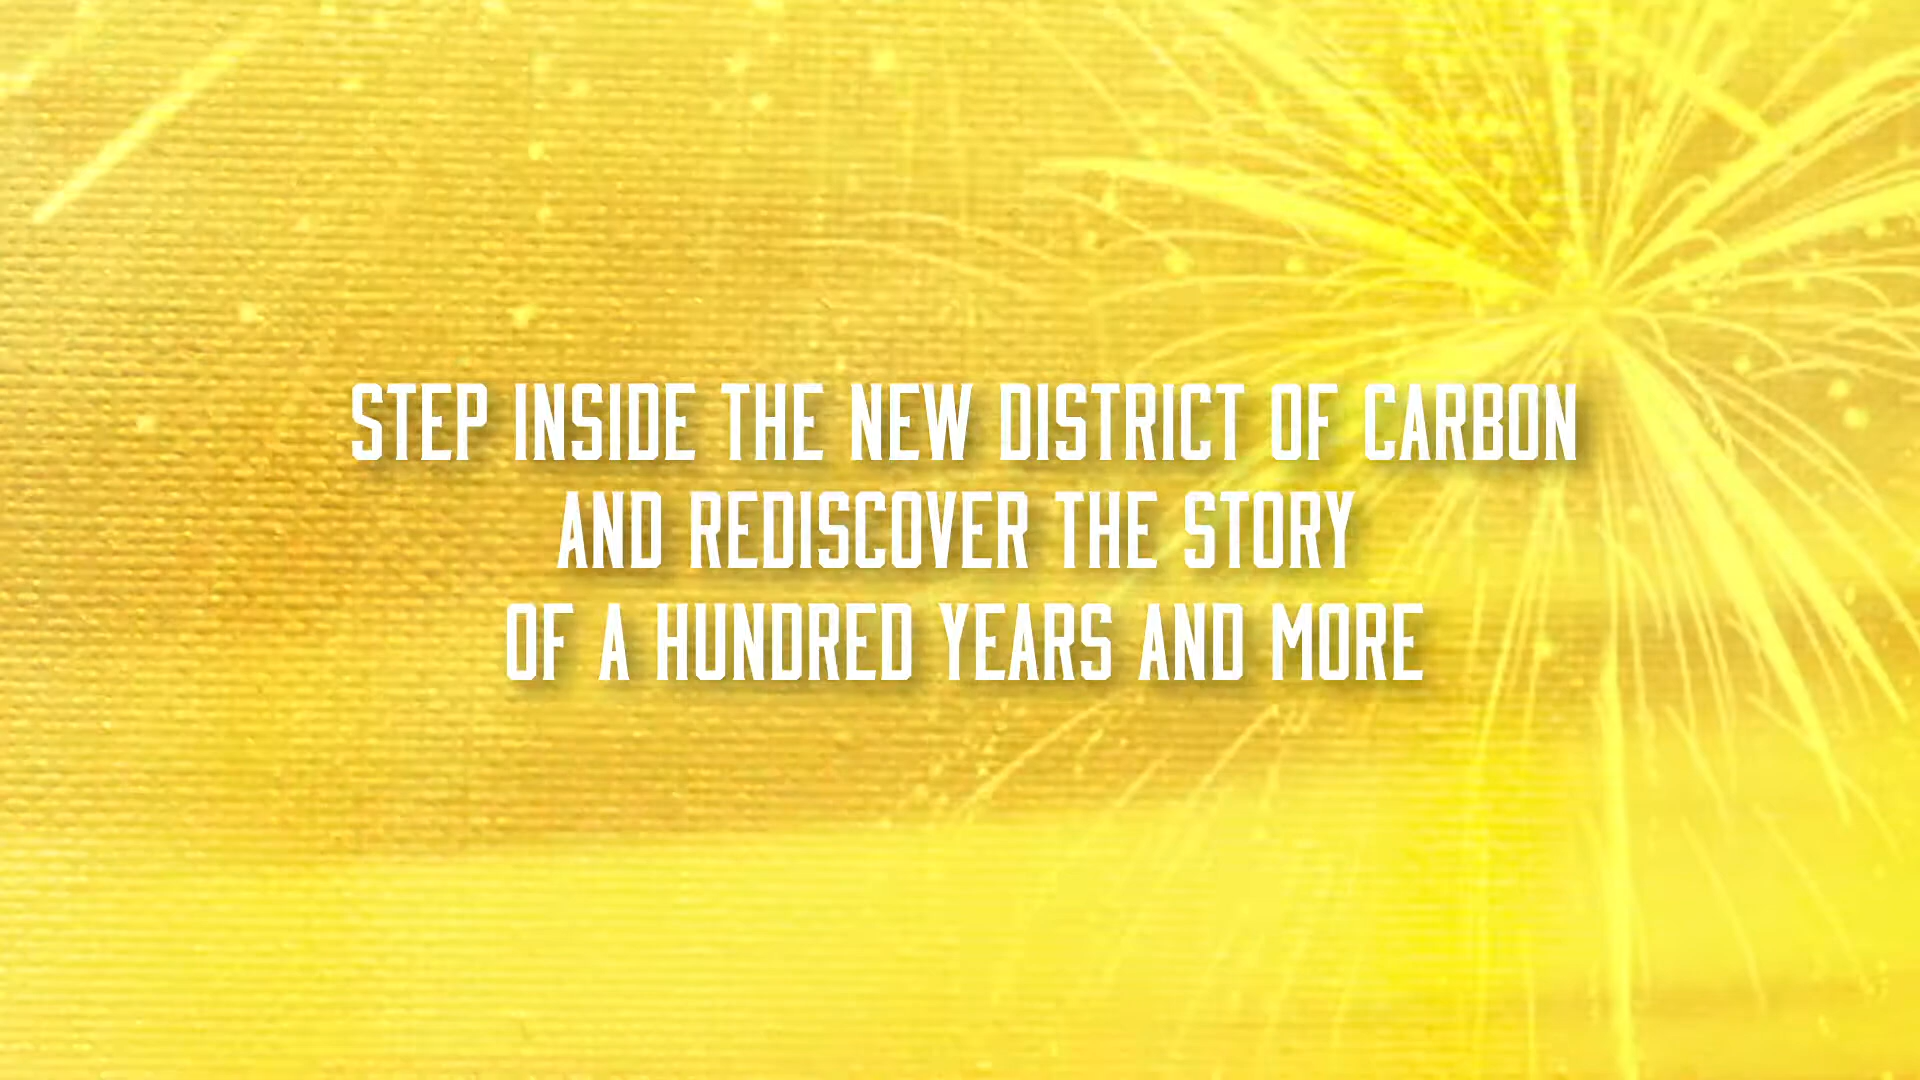 STEP INSIDE THE NEW DISTRICT OF CARBON
AND REDISCOVER THE STORY
OF A HUNDRED YEARS AND MORE